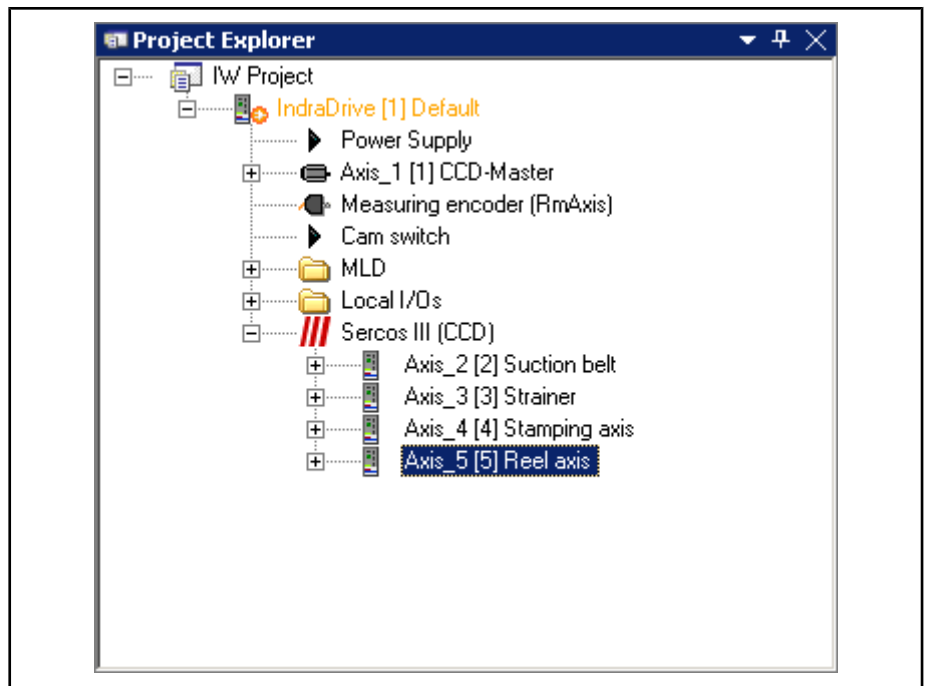 Project Explorer
IW Project
IndraDrive [1] Default
Power Supply
Axis_1 [1] CCD-Master
Measuring encoder (RmAxis)
Cam switch
MLD
Local I/Os
Sercos III (CCD)
Axis_2 [2] Suction belt
Axis_3 [3] Strainer
Axis_4 [4] Stamping axis
Axis_5 [5] Reel axis